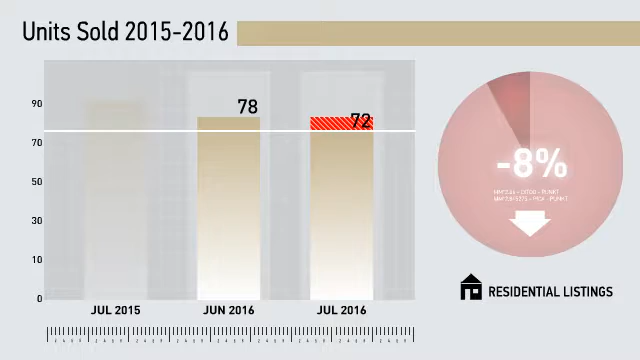 Units Sold 2015-2016
78
72
90
70
50
30
10
0
JUL 2015
JUN 2016
JUL 2016
-8%
RESIDENTIAL LISTINGS